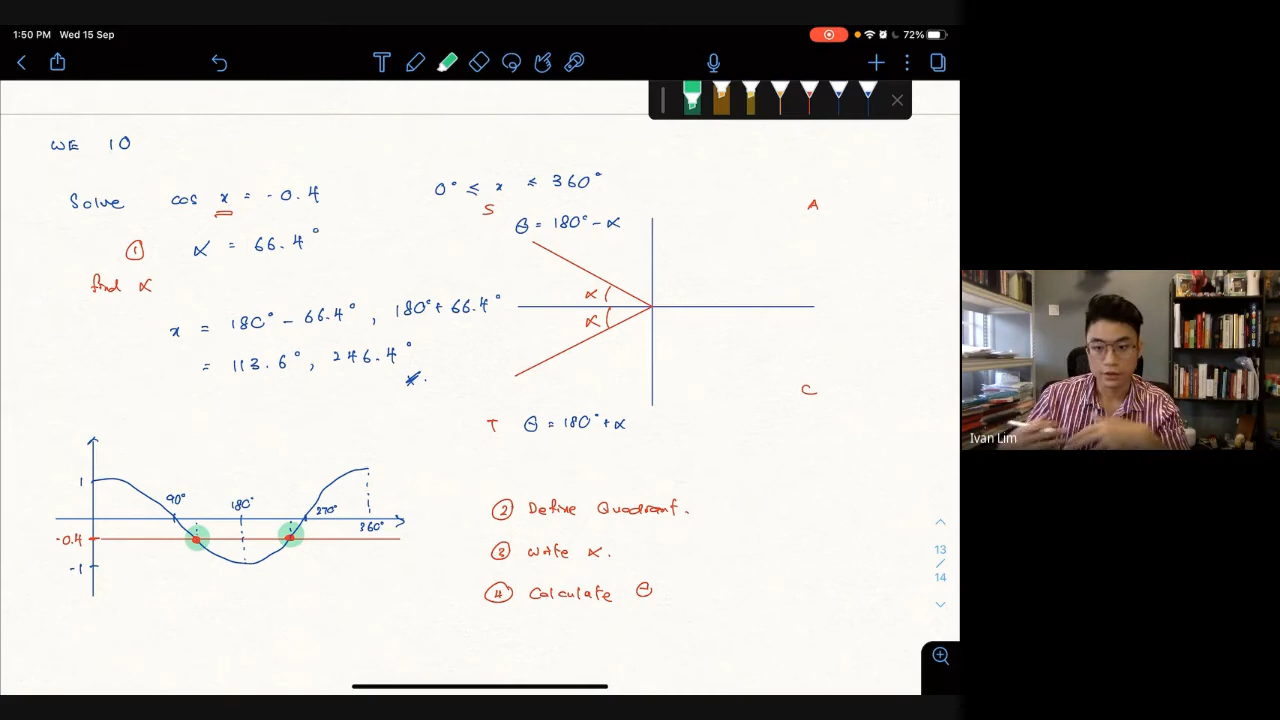 1:50 PM Wed 15 Sep
72%
WE 10
Solve cos x = -0.4
0° ≤ x ≤ 360°
① α = 66.4°
find α
x = 180° - 66.4°, 180° + 66.4°
= 113.6°, 246.4°
S
A
θ = 180° - α
α
α
T
C
θ = 180° + α
1
90°
180°
270°
360°
-0.4
-1
② Define Quadrant.
③ Write α.
④ Calculate θ
13
/
14
Ivan Lim